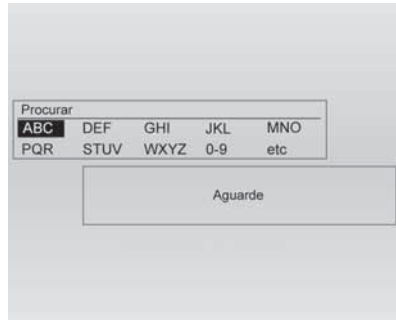 Procurar
ABC DEF GHI JKL MNO
PQR STUV WXYZ 0-9 etc
Aguarde